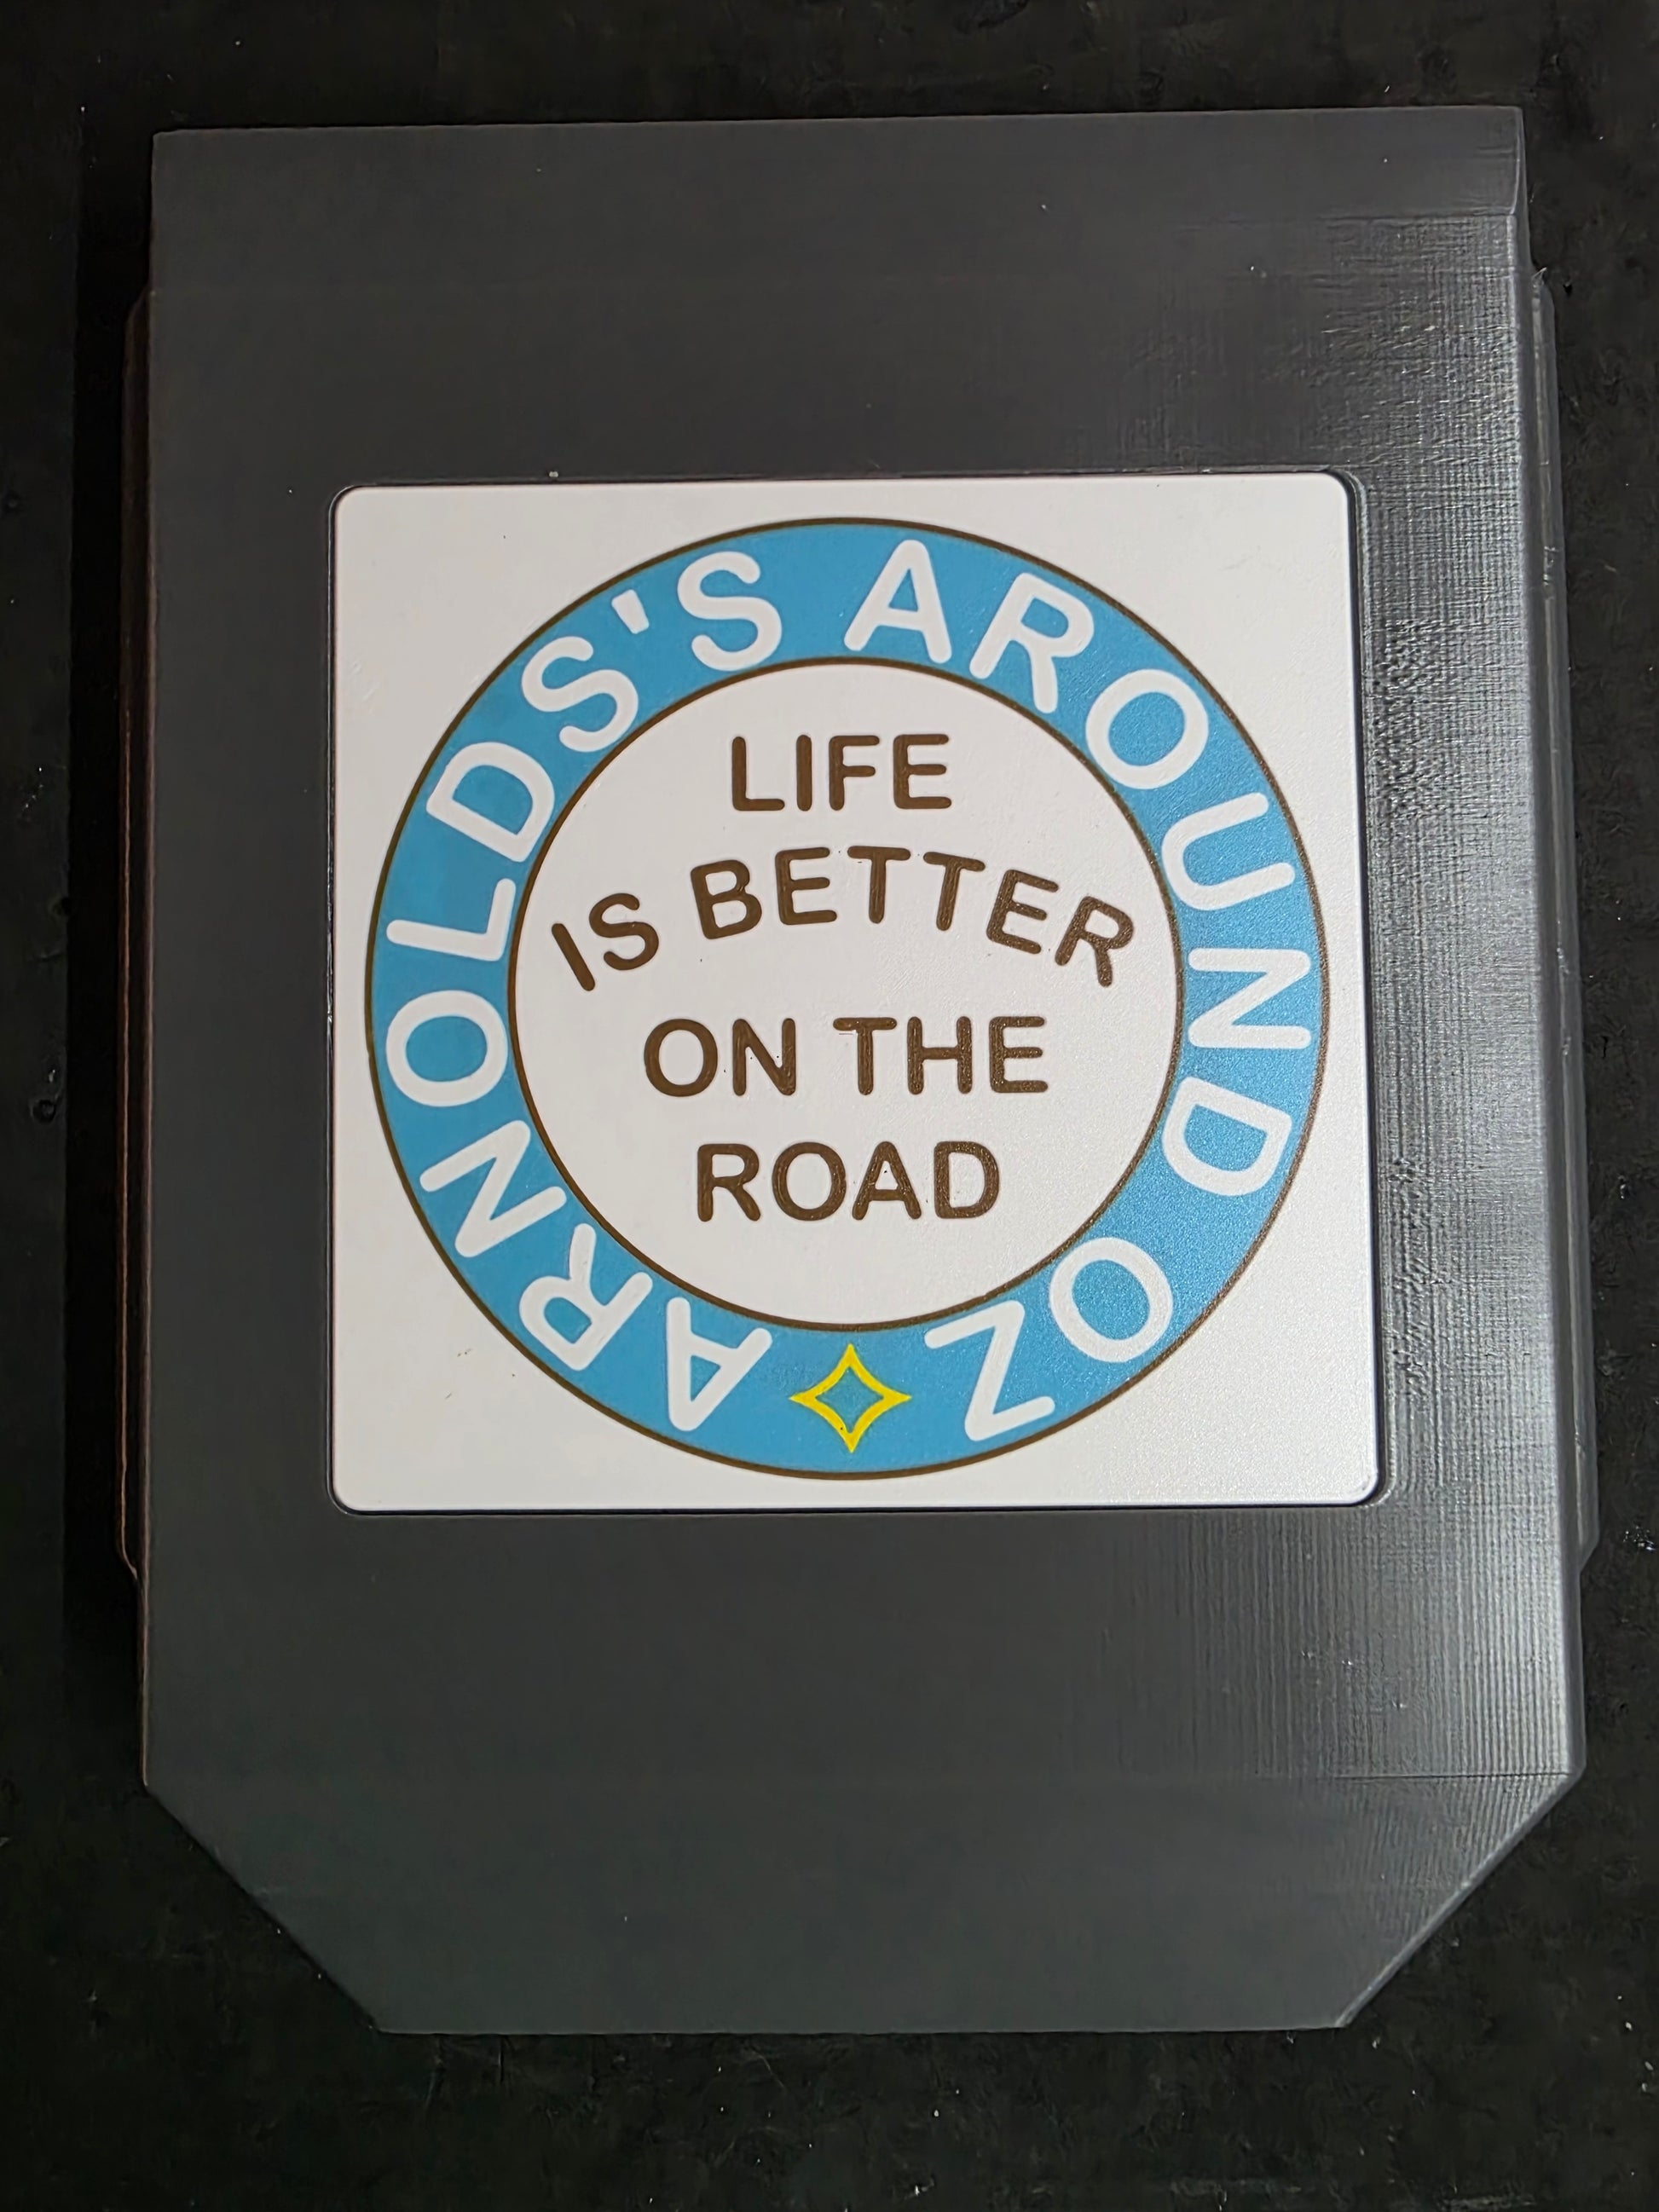 ARNOLDS'S AROUND OZ
LIFE
IS BETTER
ON THE
ROAD